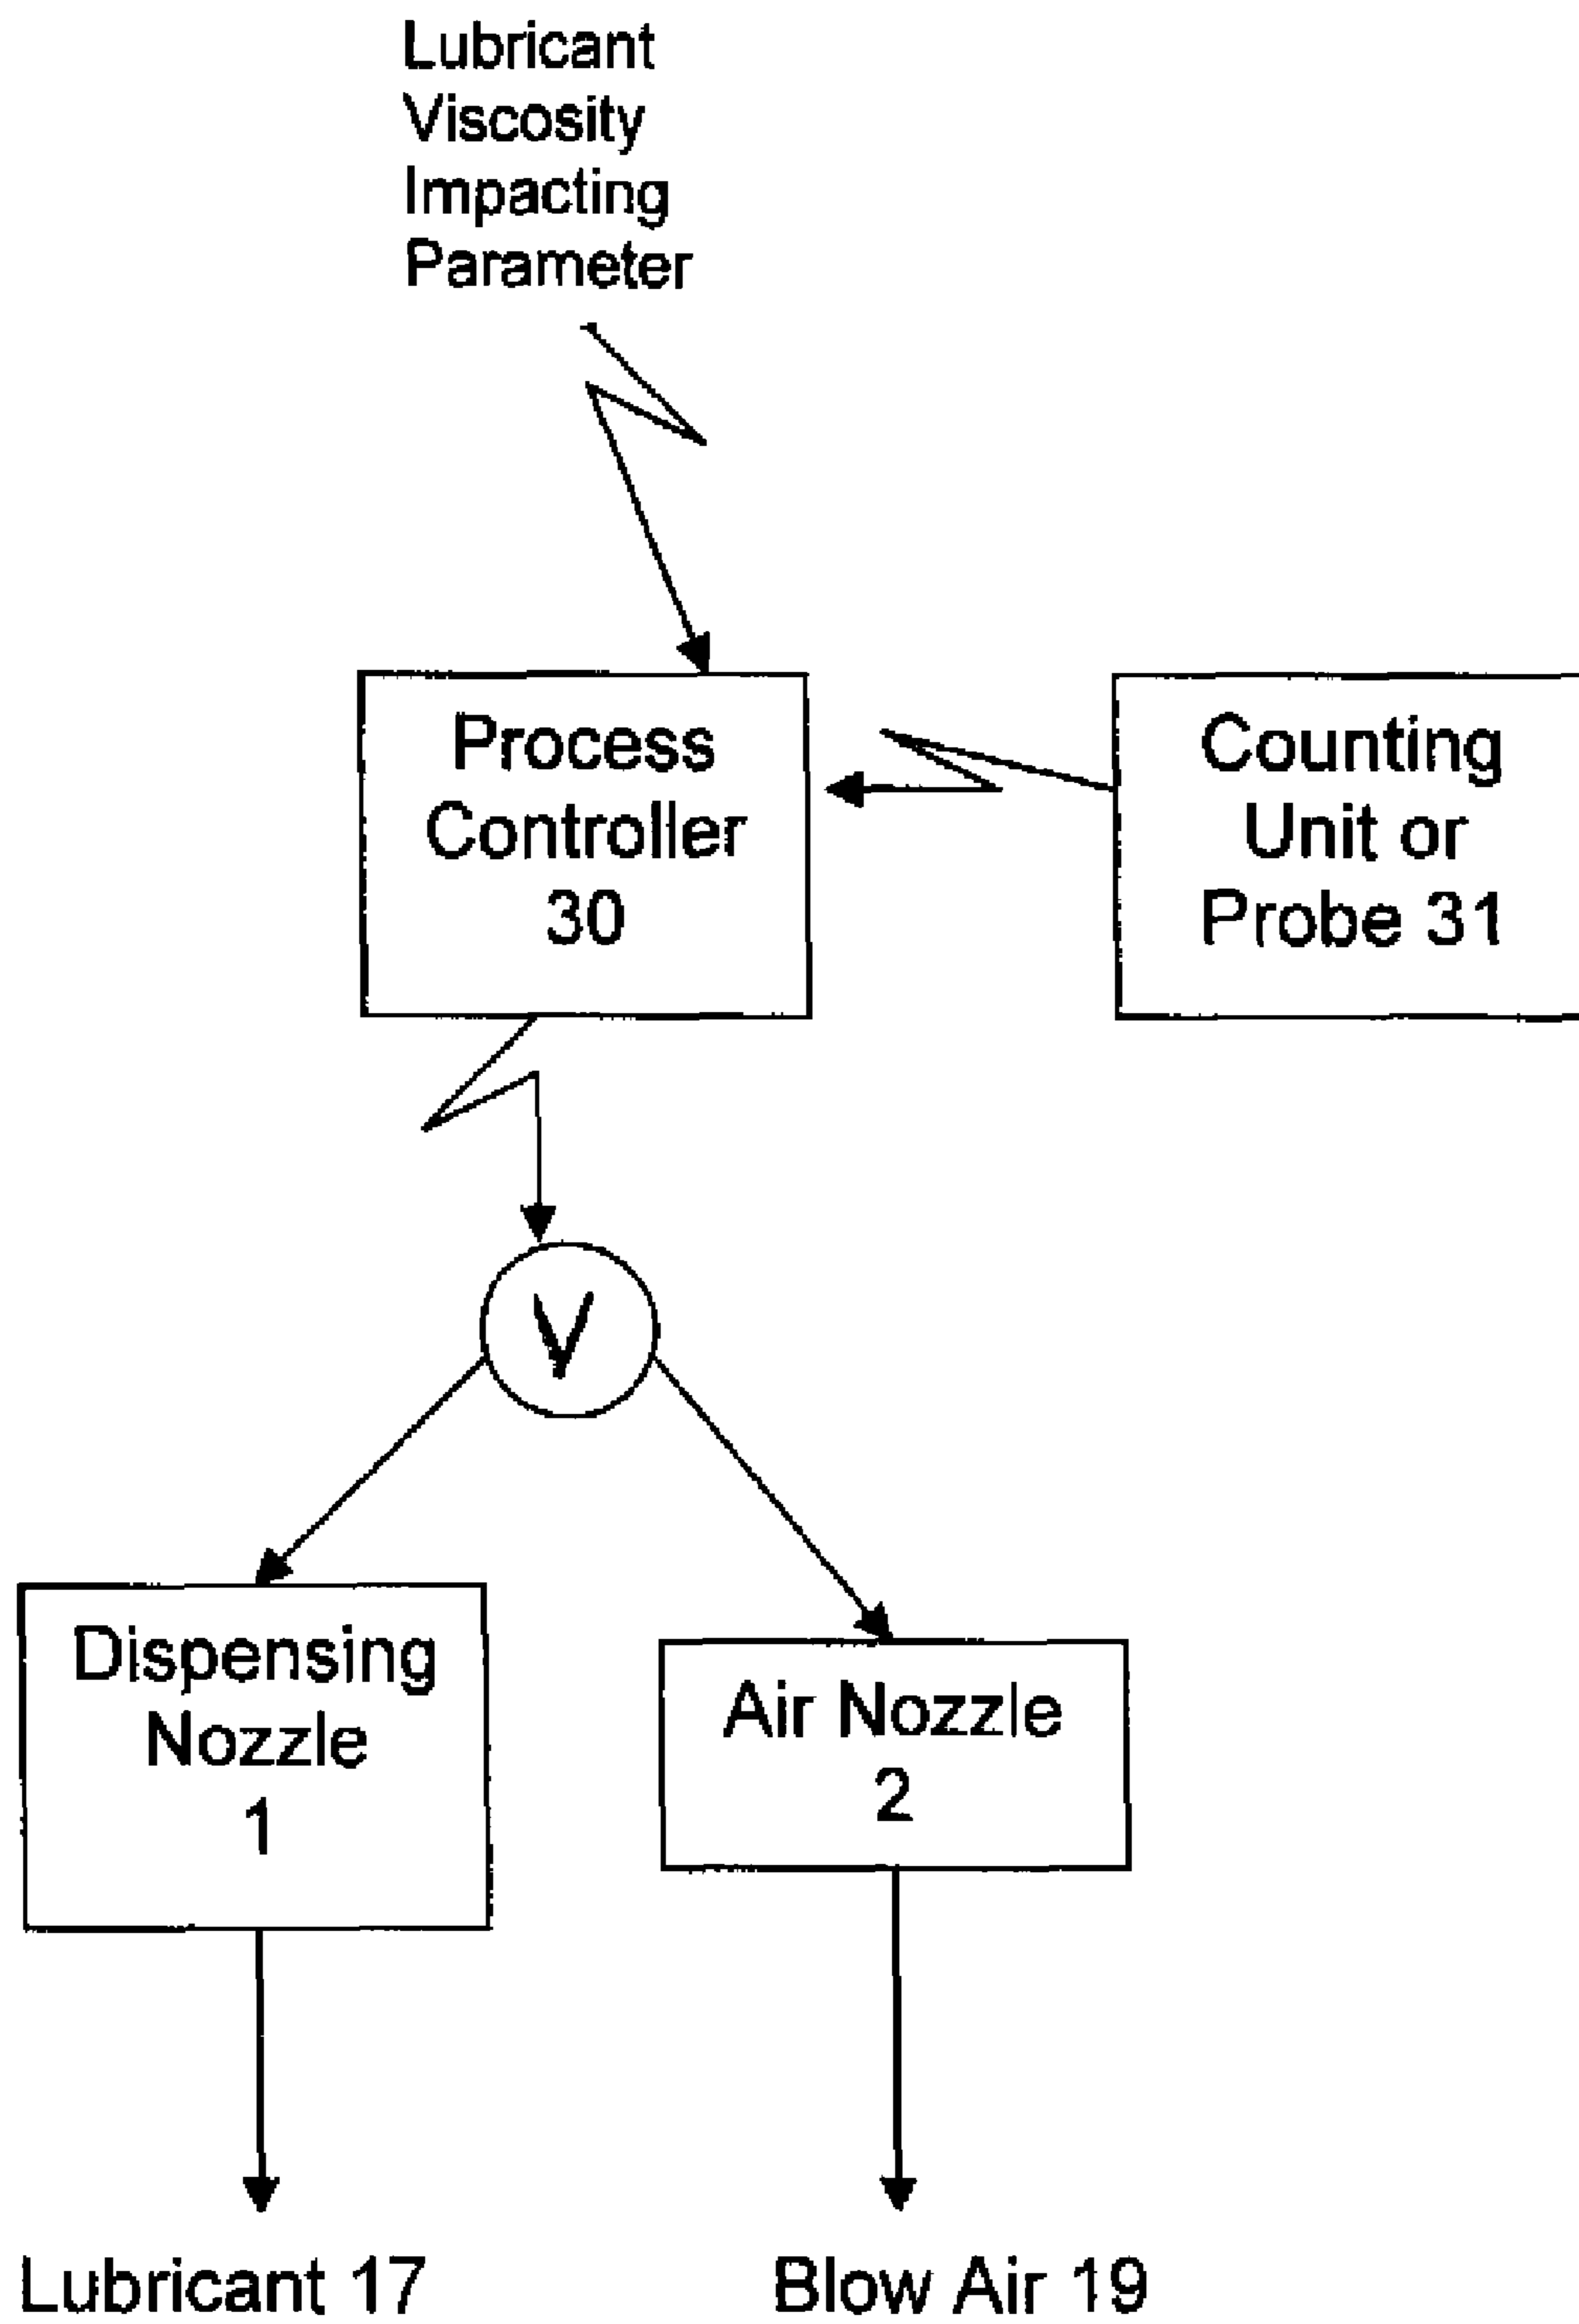 Lubricant
Viscosity
Impacting
Parameter
Process
Controller
30
Counting
Unit or
Probe 31
V
Dispensing
Nozzle
1
Air Nozzle
2
Lubricant 17
Blow Air 19